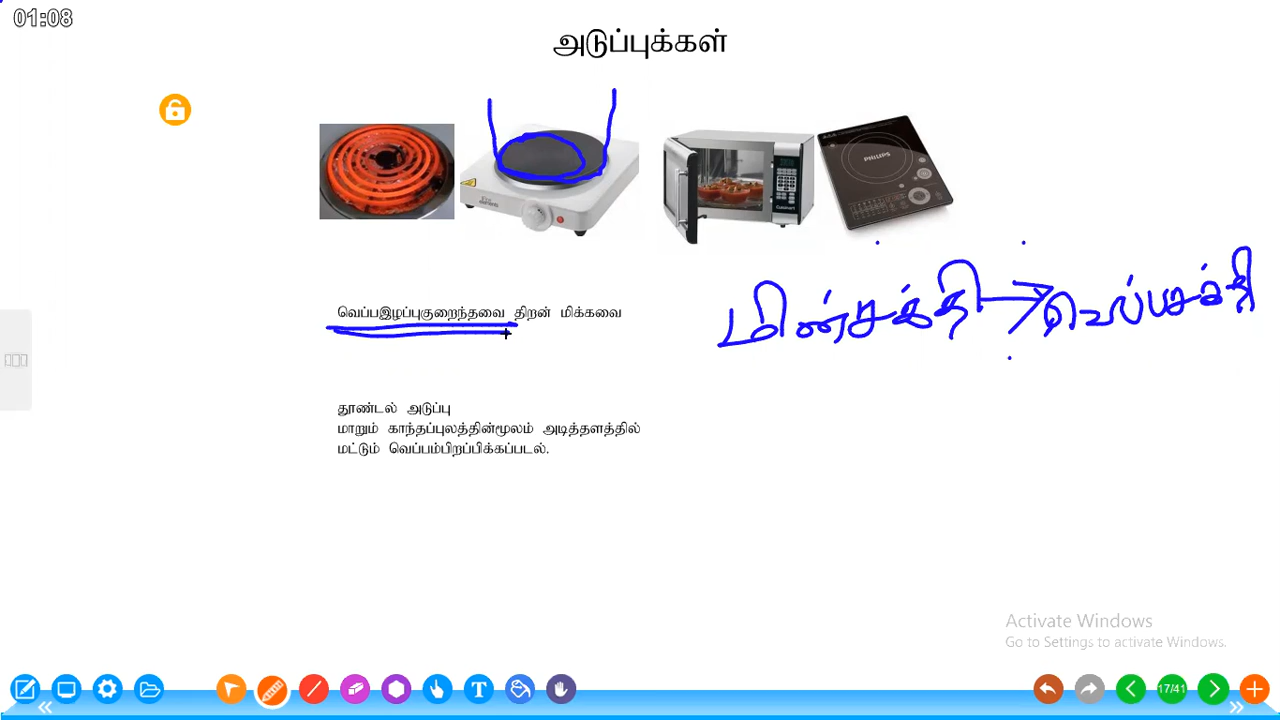 01:08
அடுப்புக்கள்
PHILIPS
மின்சக்தி → வெப்பசக்தி
வெப்பஇழப்புகுறைந்தவை திறன் மிக்கவை
தூண்டல் அடுப்பு
மாறும் காந்தப்புலத்தின்மூலம் அடித்தளத்தில்
மட்டும் வெப்பம்பிறப்பிக்கப்படல்.
Activate Windows
Go to Settings to activate Windows.
17/41